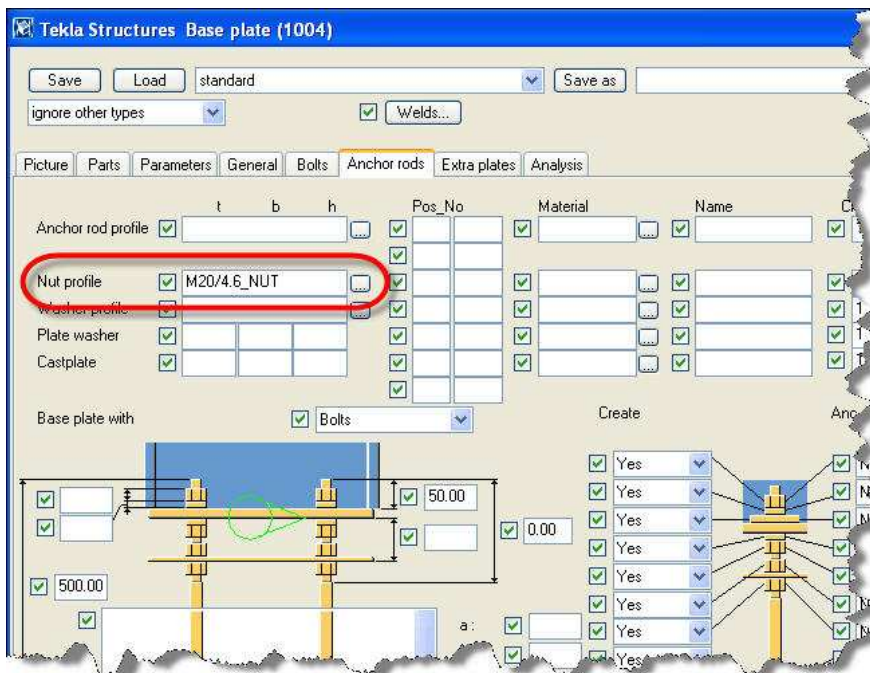 Tekla Structures Base plate (1004)
Save Load standard Save as
ignore other types Welds...
Picture Parts Parameters General Bolts Anchor rods Extra plates Analysis
t b h Pos_No Material Name
Anchor rod profile
Nut profile M20/4.6_NUT
Washer profile
Plate washer
Castplate
Base plate with Bolts Create
Yes
50.00 Yes
0.00 Yes
Yes
500.00 Yes
Yes
a: Yes
Yes